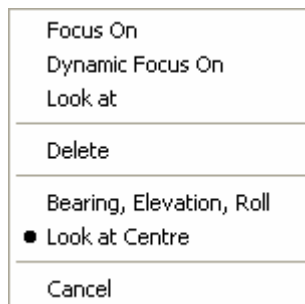 Focus On
Dynamic Focus On
Look at
Delete
Bearing, Elevation, Roll
Look at Centre
Cancel